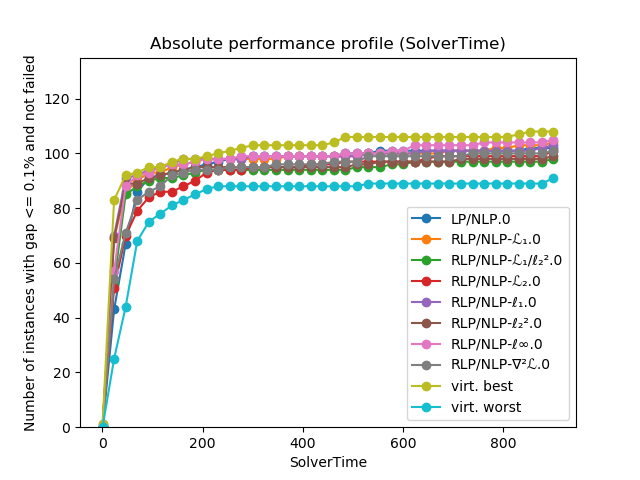 Absolute performance profile (SolverTime)
Number of instances with gap <= 0.1% and not failed
120
100
80
60
40
20
0
LP/NLP.0
RLP/NLP-ℒ₁.0
RLP/NLP-ℒ₁/ℓ₂².0
RLP/NLP-ℒ₂.0
RLP/NLP-ℓ₁.0
RLP/NLP-ℓ₂².0
RLP/NLP-ℓ∞.0
RLP/NLP-∇²ℒ.0
virt. best
virt. worst
0 200 400 600 800
SolverTime